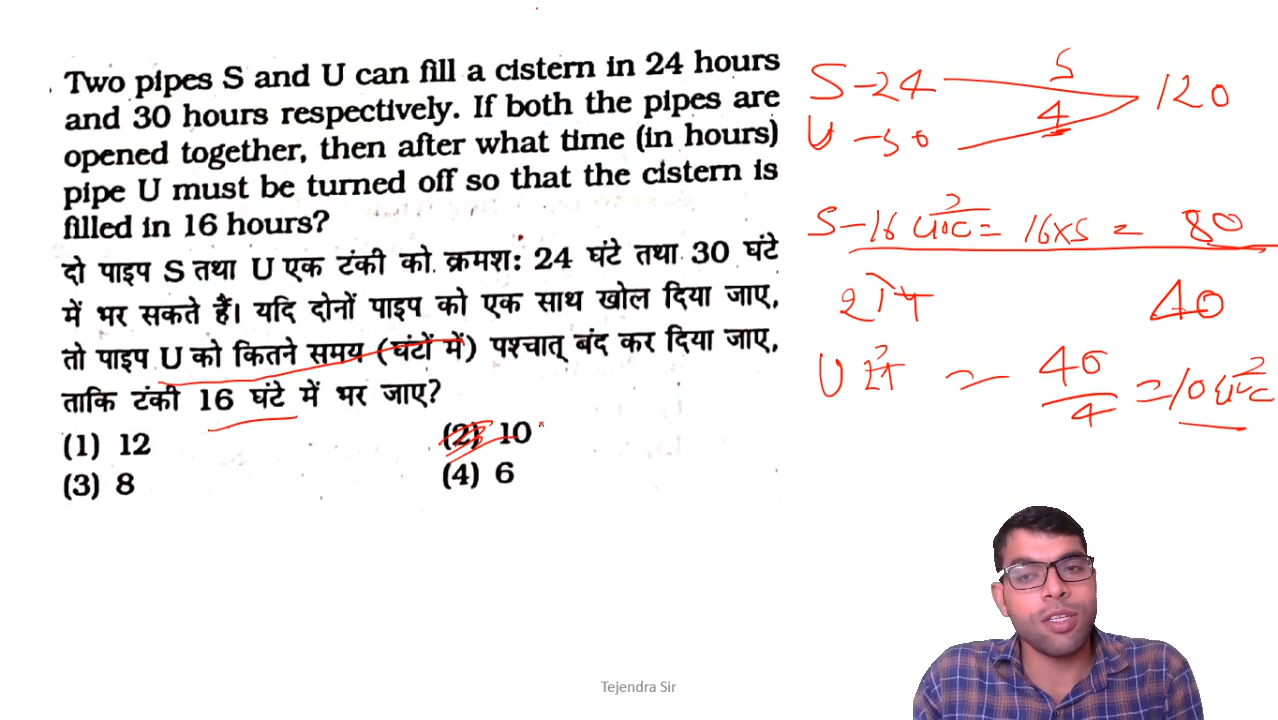 Two pipes S and U can fill a cistern in 24 hours
and 30 hours respectively. If both the pipes are
opened together, then after what time (in hours)
pipe U must be turned off so that the cistern is
filled in 16 hours?
दो पाइप S तथा U एक टंकी को क्रमश: 24 घंटे तथा 30 घंटे
में भर सकते हैं। यदि दोनों पाइप को एक साथ खोल दिया जाए,
तो पाइप U को कितने समय (घंटों में) पश्चात् बंद कर दिया जाए,
ताकि टंकी 16 घंटे में भर जाए?
(1) 12 (2) 10
(3) 8 (4) 6
S-24 5 120
U-30 4
S-16 = 16x5 = 80
40
U = 40/4 = 10
Tejendra Sir